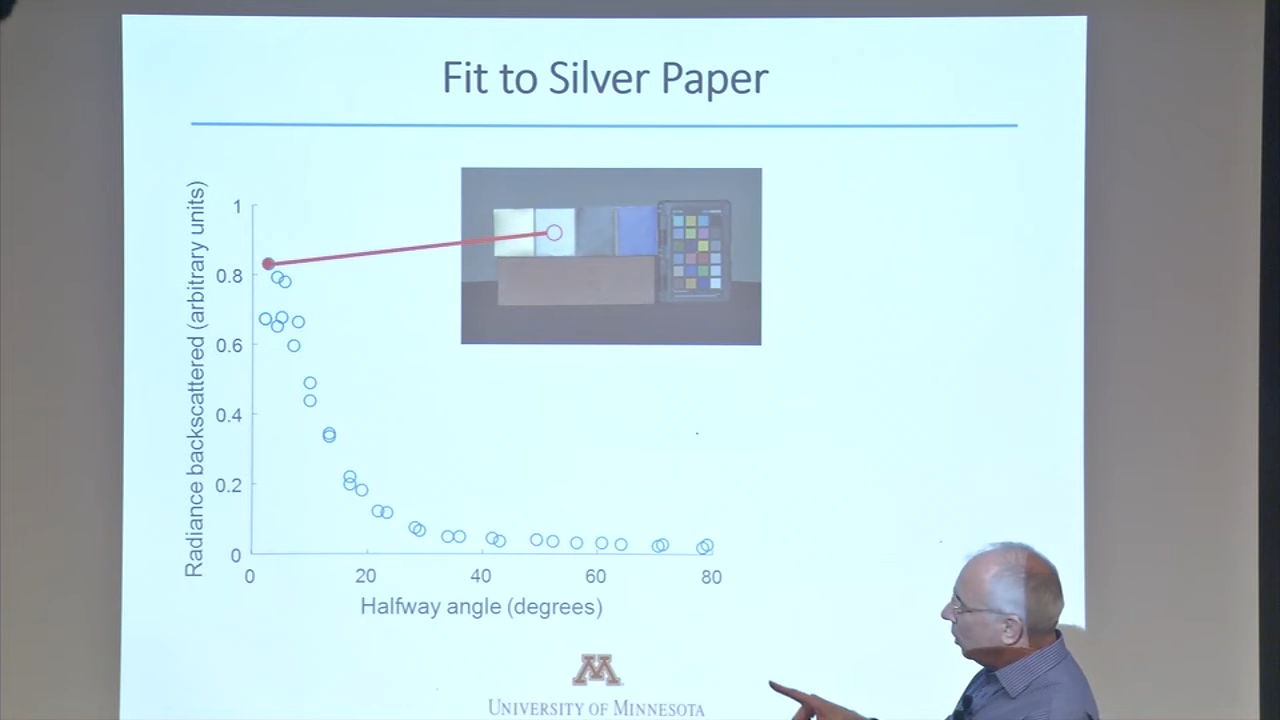 Fit to Silver Paper
Radiance backscattered (arbitrary units)
1
0.8
0.6
0.4
0.2
0
0
20
40
60
80
Halfway angle (degrees)
M
UNIVERSITY OF MINNESOTA